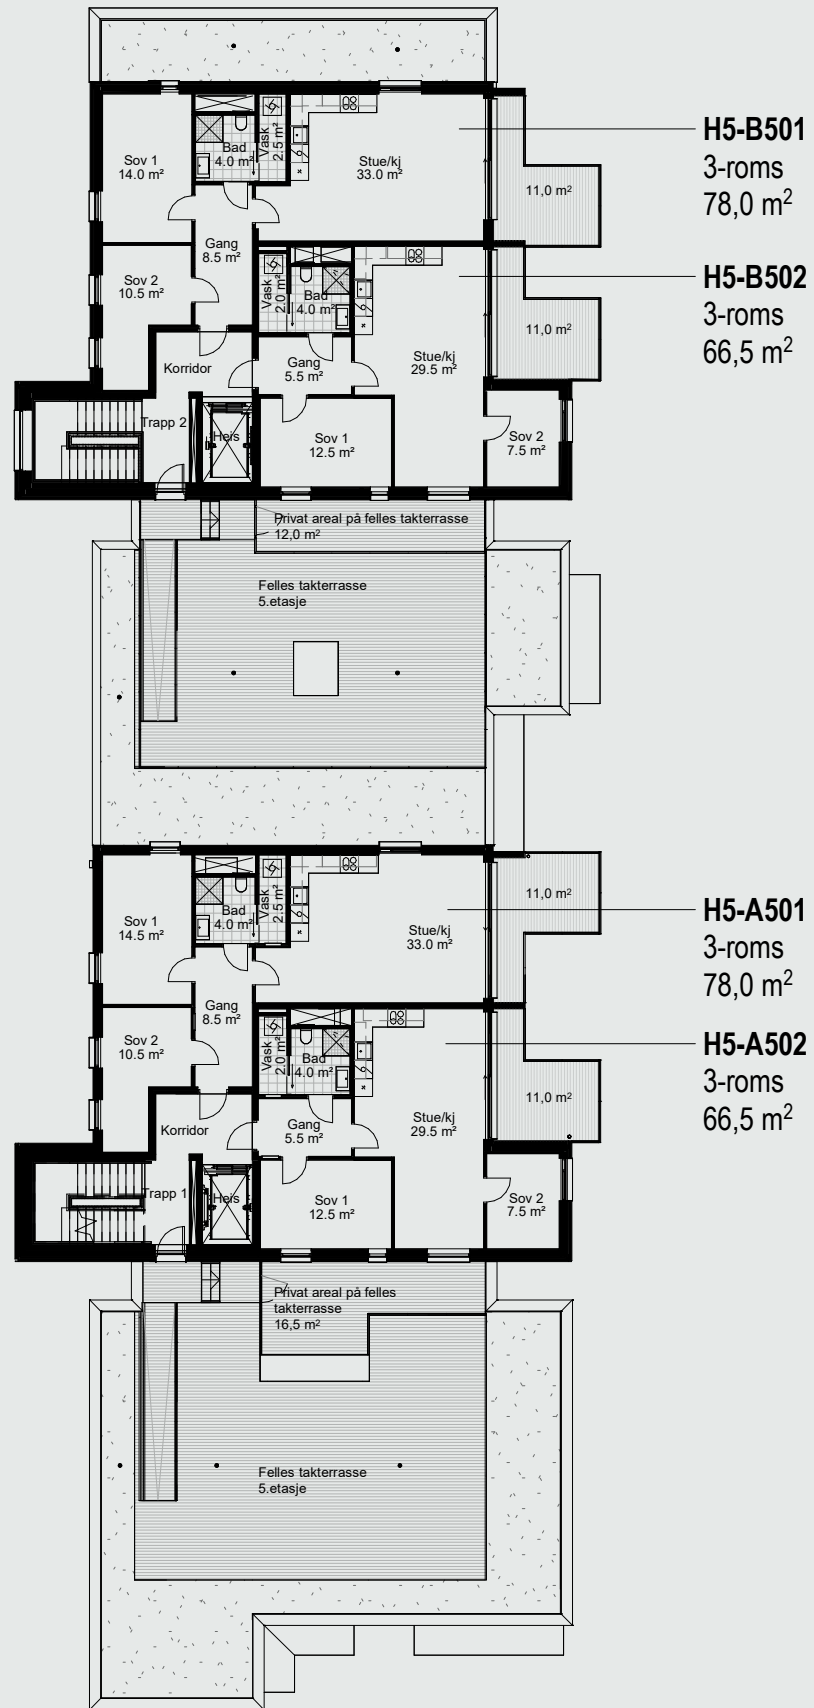 H5-B501
3-roms
78,0 m²
Sov 1
14.0 m²
Bad
4.0 m²
Vask
2.5 m²
Stue/kj
33.0 m²
11,0 m²
Gang
8.5 m²
H5-B502
3-roms
66,5 m²
Sov 2
10.5 m²
Vask
2.0 m²
Bad
4.0 m²
11,0 m²
Stue/kj
29.5 m²
Korridor
Gang
5.5 m²
Trapp 2
Heis
Sov 1
12.5 m²
Sov 2
7.5 m²
Privat areal på felles takterrasse
12,0 m²
Felles takterrasse
5.etasje
H5-A501
3-roms
78,0 m²
Sov 1
14.5 m²
Bad
4.0 m²
Vask
2.5 m²
Stue/kj
33.0 m²
11,0 m²
Gang
8.5 m²
H5-A502
3-roms
66,5 m²
Sov 2
10.5 m²
Vask
2.0 m²
Bad
4.0 m²
11,0 m²
Stue/kj
29.5 m²
Korridor
Gang
5.5 m²
Trapp 1
Heis
Sov 1
12.5 m²
Sov 2
7.5 m²
Privat areal på felles
takterrasse
16,5 m²
Felles takterrasse
5.etasje